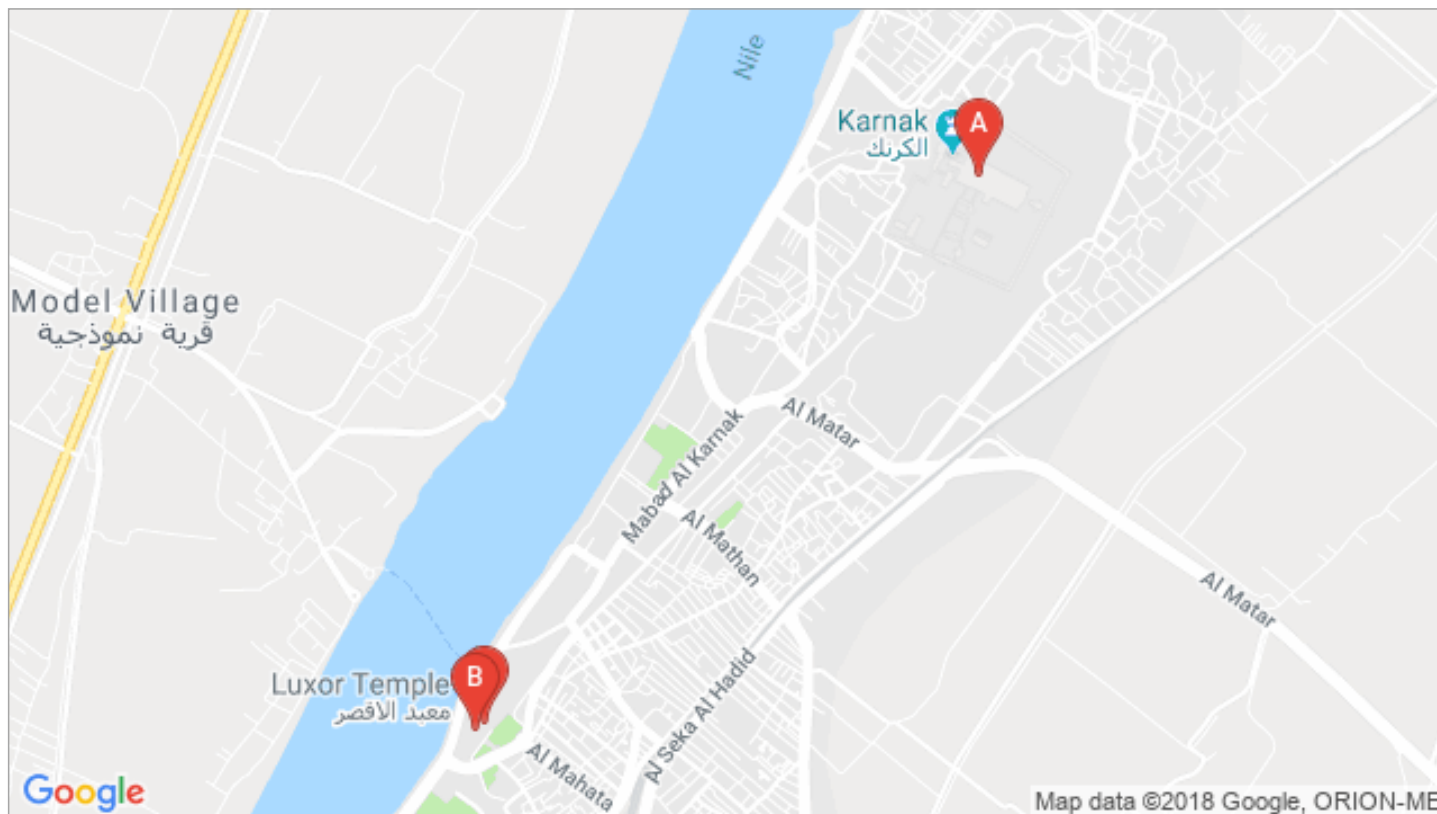 Nile
Karnak
الكرنك
A
Model Village
قرية نموذجية
Al Matar
Mabad Al Karnak
Al Mathan
Al Matar
Luxor Temple
معبد الاقصر
B
Al Seka Al Hadid
Al Mahata
Google
Map data ©2018 Google, ORION-ME